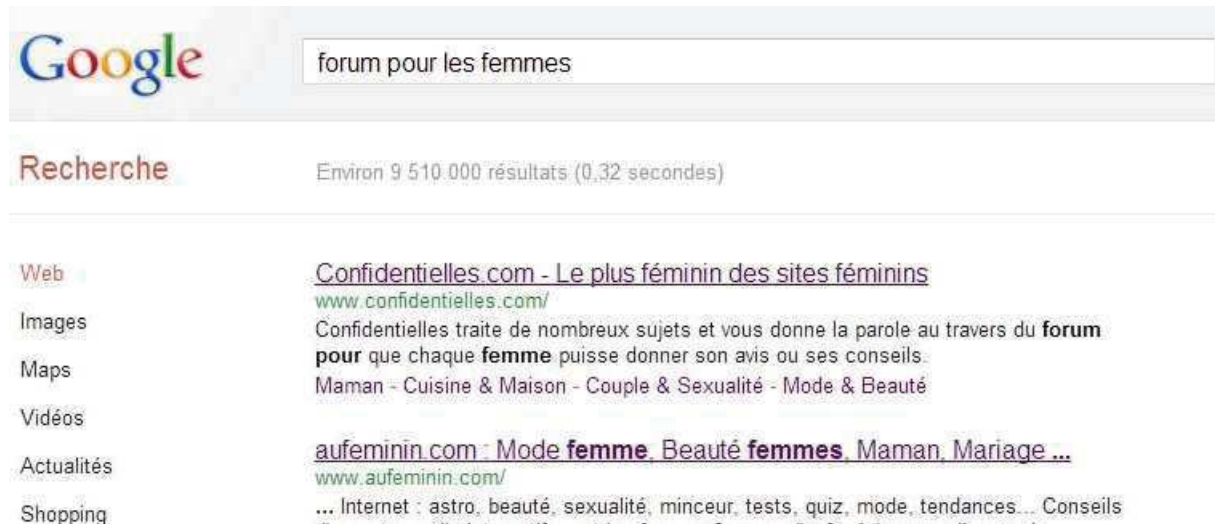 Google
forum pour les femmes
Recherche
Environ 9 510 000 résultats (0,32 secondes)
Web
Images
Maps
Vidéos
Actualités
Shopping
Confidentielles.com - Le plus féminin des sites féminins
www.confidentielles.com/
Confidentielles traite de nombreux sujets et vous donne la parole au travers du forum
pour que chaque femme puisse donner son avis ou ses conseils.
Maman - Cuisine & Maison - Couple & Sexualité - Mode & Beauté
aufeminin.com : Mode femme, Beauté femmes, Maman, Mariage ...
www.aufeminin.com/
... Internet : astro, beauté, sexualité, minceur, tests, quiz, mode, tendances... Conseils